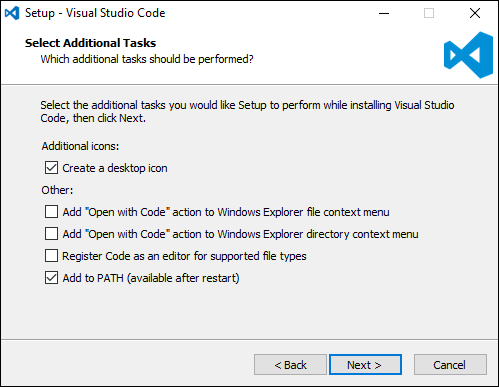 Setup - Visual Studio Code
Select Additional Tasks
Which additional tasks should be performed?
Select the additional tasks you would like Setup to perform while installing Visual Studio
Code, then click Next.
Additional icons:
Create a desktop icon
Other:
Add "Open with Code" action to Windows Explorer file context menu
Add "Open with Code" action to Windows Explorer directory context menu
Register Code as an editor for supported file types
Add to PATH (available after restart)
< Back
Next >
Cancel